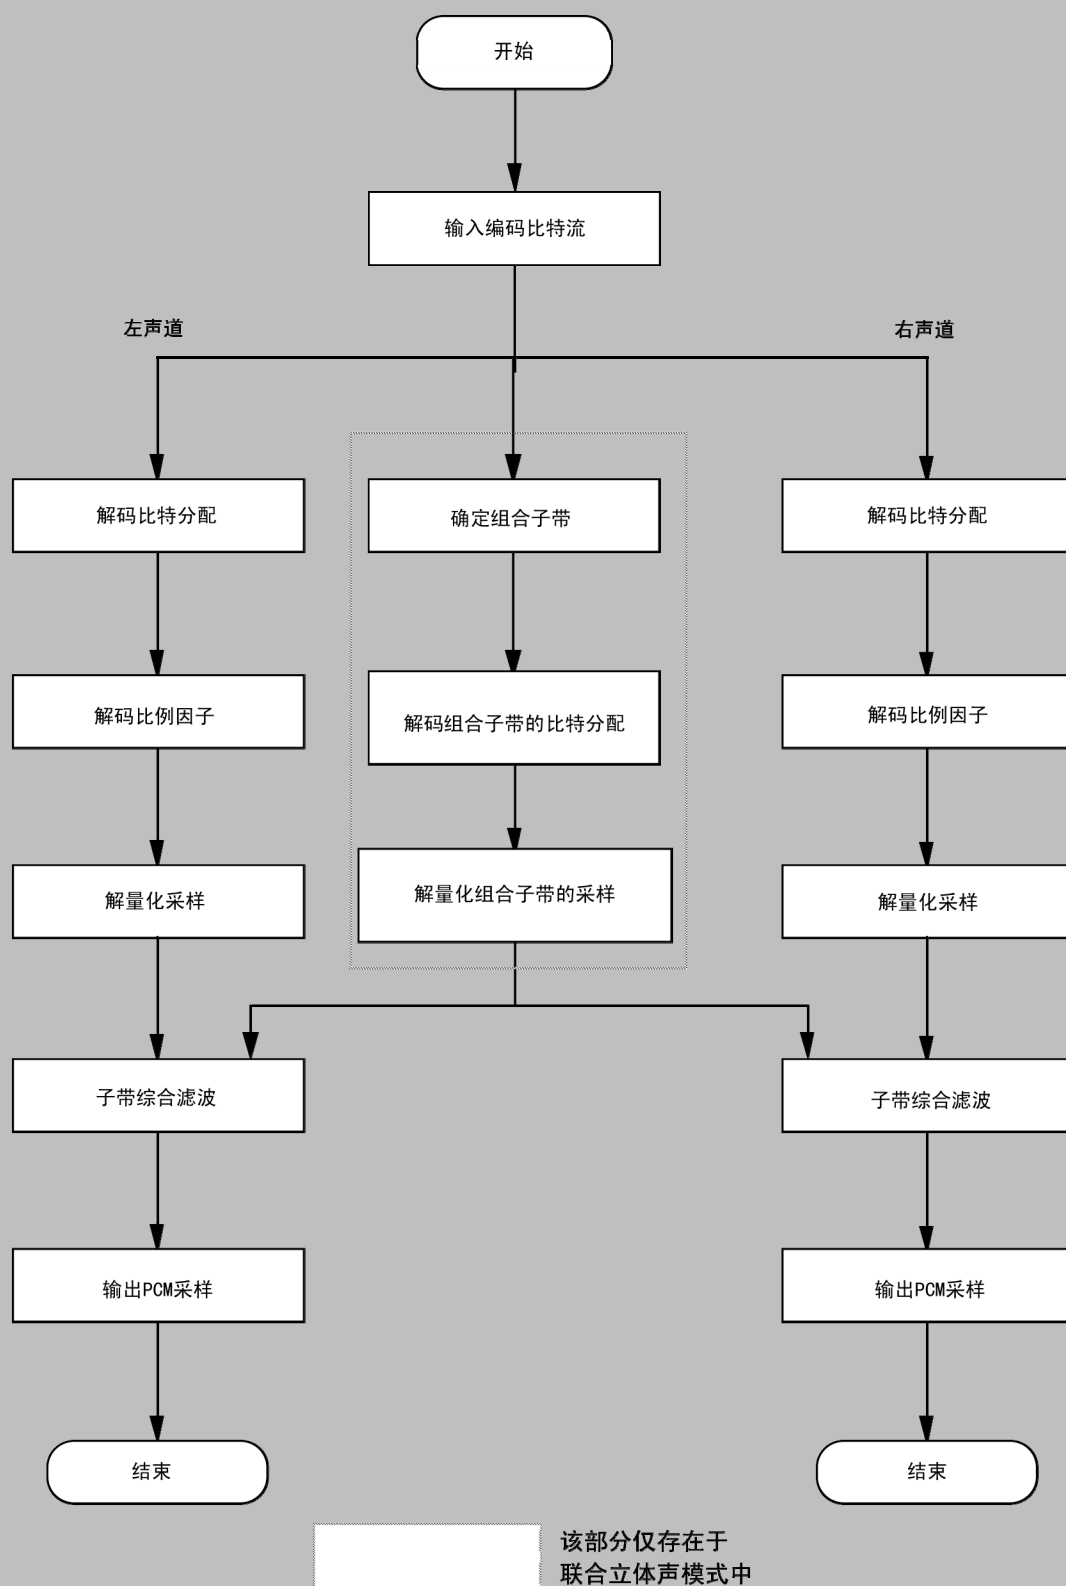 开始
输入编码比特流
左声道
右声道
解码比特分配
确定组合子带
解码比特分配
解码比例因子
解码组合子带的比特分配
解码比例因子
解量化采样
解量化组合子带的采样
解量化采样
子带综合滤波
子带综合滤波
输出PCM采样
输出PCM采样
结束
结束
该部分仅存在于
联合立体声模式中